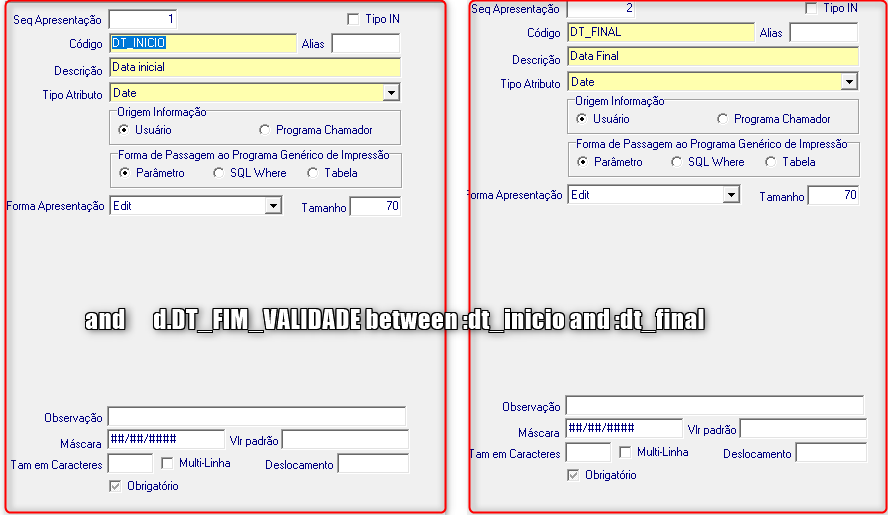 Seq Apresentação 1 Tipo IN
Código DT_INICIO Alias
Descrição Data inicial
Tipo Atributo Date
Origem Informação
Usuário Programa Chamador
Forma de Passagem ao Programa Genérico de Impressão
Parâmetro SQL Where Tabela
Forma Apresentação Edit Tamanho 70
Seq Apresentação 2 Tipo IN
Código DT_FINAL Alias
Descrição Data Final
Tipo Atributo Date
Origem Informação
Usuário Programa Chamador
Forma de Passagem ao Programa Genérico de Impressão
Parâmetro SQL Where Tabela
Forma Apresentação Edit Tamanho 70
and d.DT_FIM_VALIDADE between :dt_inicio and :dt_final
Observação
Máscara ##/##/#### Vlr padrão
Tam em Caracteres Multi-Linha Deslocamento
Obrigatório
Observação
Máscara ##/##/#### Vlr padrão
Tam em Caracteres Multi-Linha Deslocamento
Obrigatório